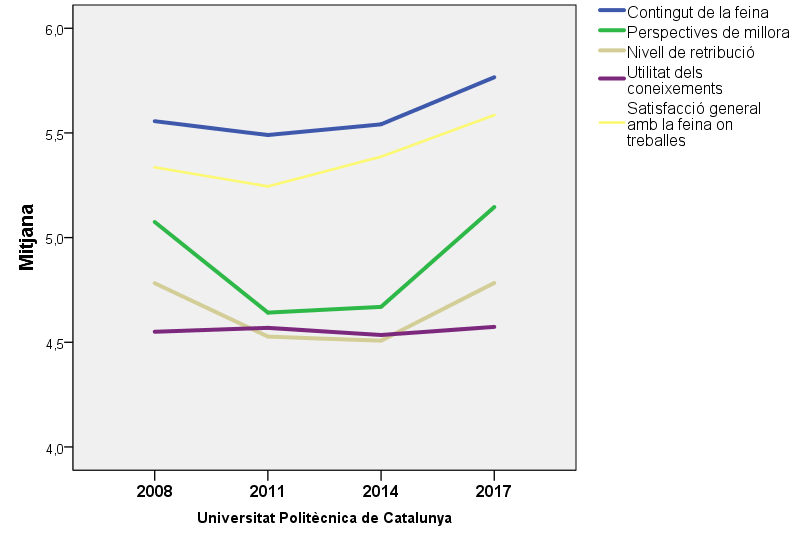 6,0
5,5
5,0
4,5
4,0
Mitjana
2008
2011
2014
2017
Universitat Politècnica de Catalunya
Contingut de la feina
Perspectives de millora
Nivell de retribució
Utilitat dels
coneixements
Satisfacció general
amb la feina on
treballes